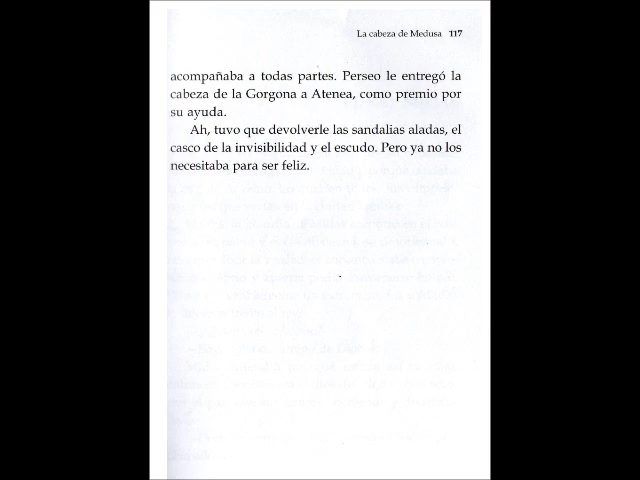 La cabeza de Medusa 117
acompañaba a todas partes. Perseo le entregó la
cabeza de la Gorgona a Atenea, como premio por
su ayuda.
Ah, tuvo que devolverle las sandalias aladas, el
casco de la invisibilidad y el escudo. Pero ya no los
necesitaba para ser feliz.